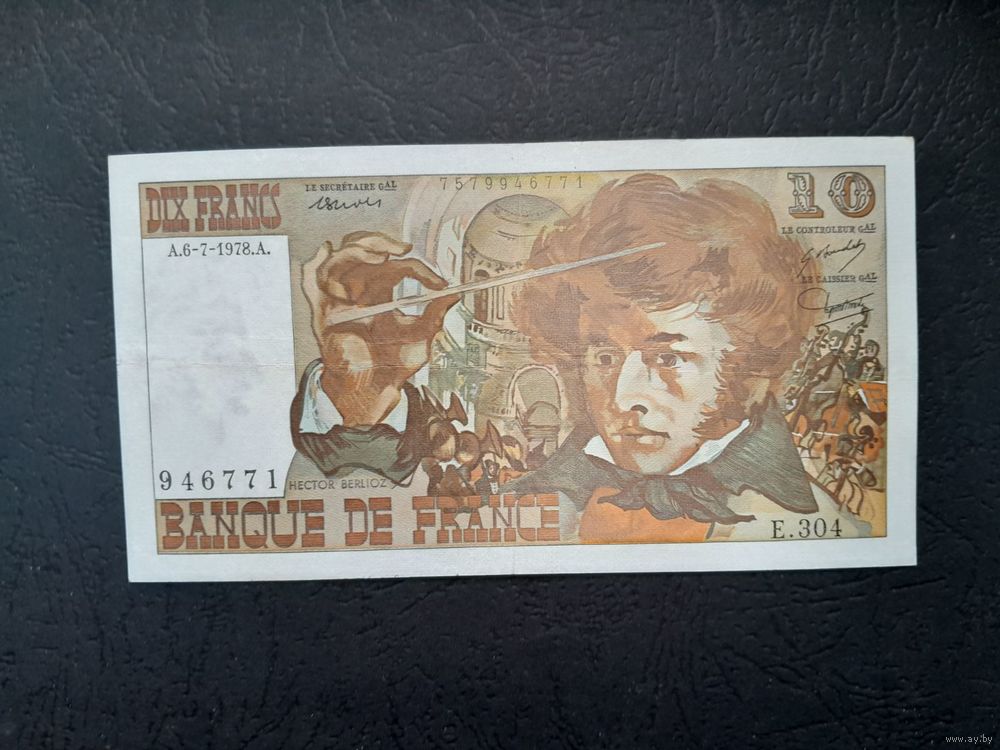 DIX FRANCS
A.6-7-1978.A.
LE SECRÉTAIRE GAL
7579946771
10
LE CONTROLEUR GAL
LE CAISSIER GAL
946771
HECTOR BERLIOZ
BANQUE DE FRANCE
E.304
www.ay.by